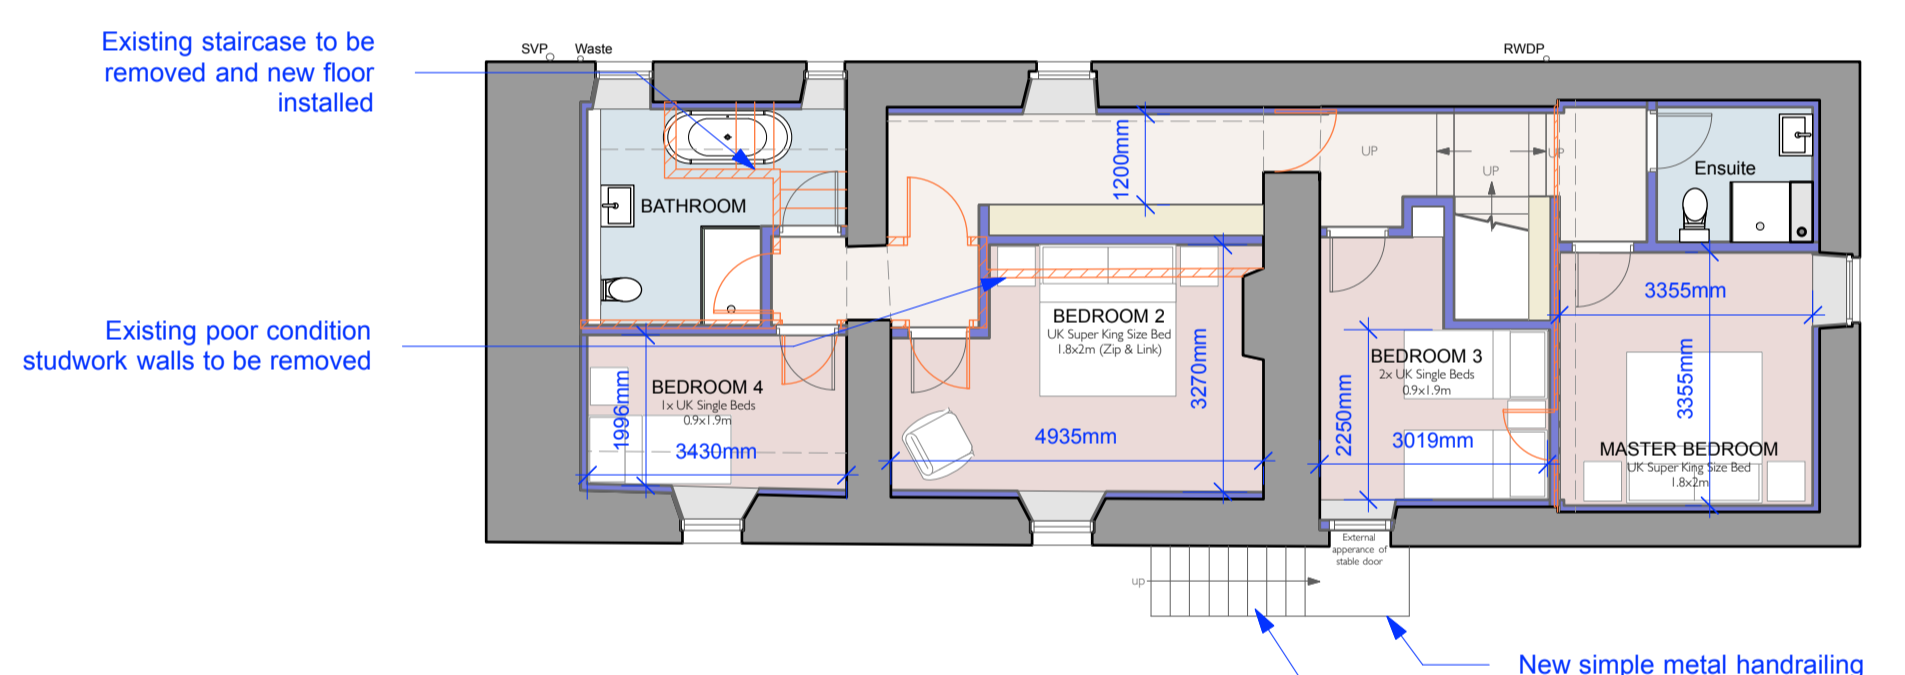 Existing staircase to be
removed and new floor
installed
SVP
Waste
RWDP
BATHROOM
1200mm
UP
UP
UP
Ensuite
Existing poor condition
studwork walls to be removed
BEDROOM 4
1x UK Single Beds
0.9x1.9m
1996mm
3430mm
BEDROOM 2
UK Super King Size Bed
1.8x2m (Zip & Link)
3270mm
4935mm
BEDROOM 3
2x UK Single Beds
0.9x1.9m
2250mm
3019mm
3355mm
3355mm
MASTER BEDROOM
UK Super King Size Bed
1.8x2m
External
apperance of
stable door
up
New simple metal handrailing